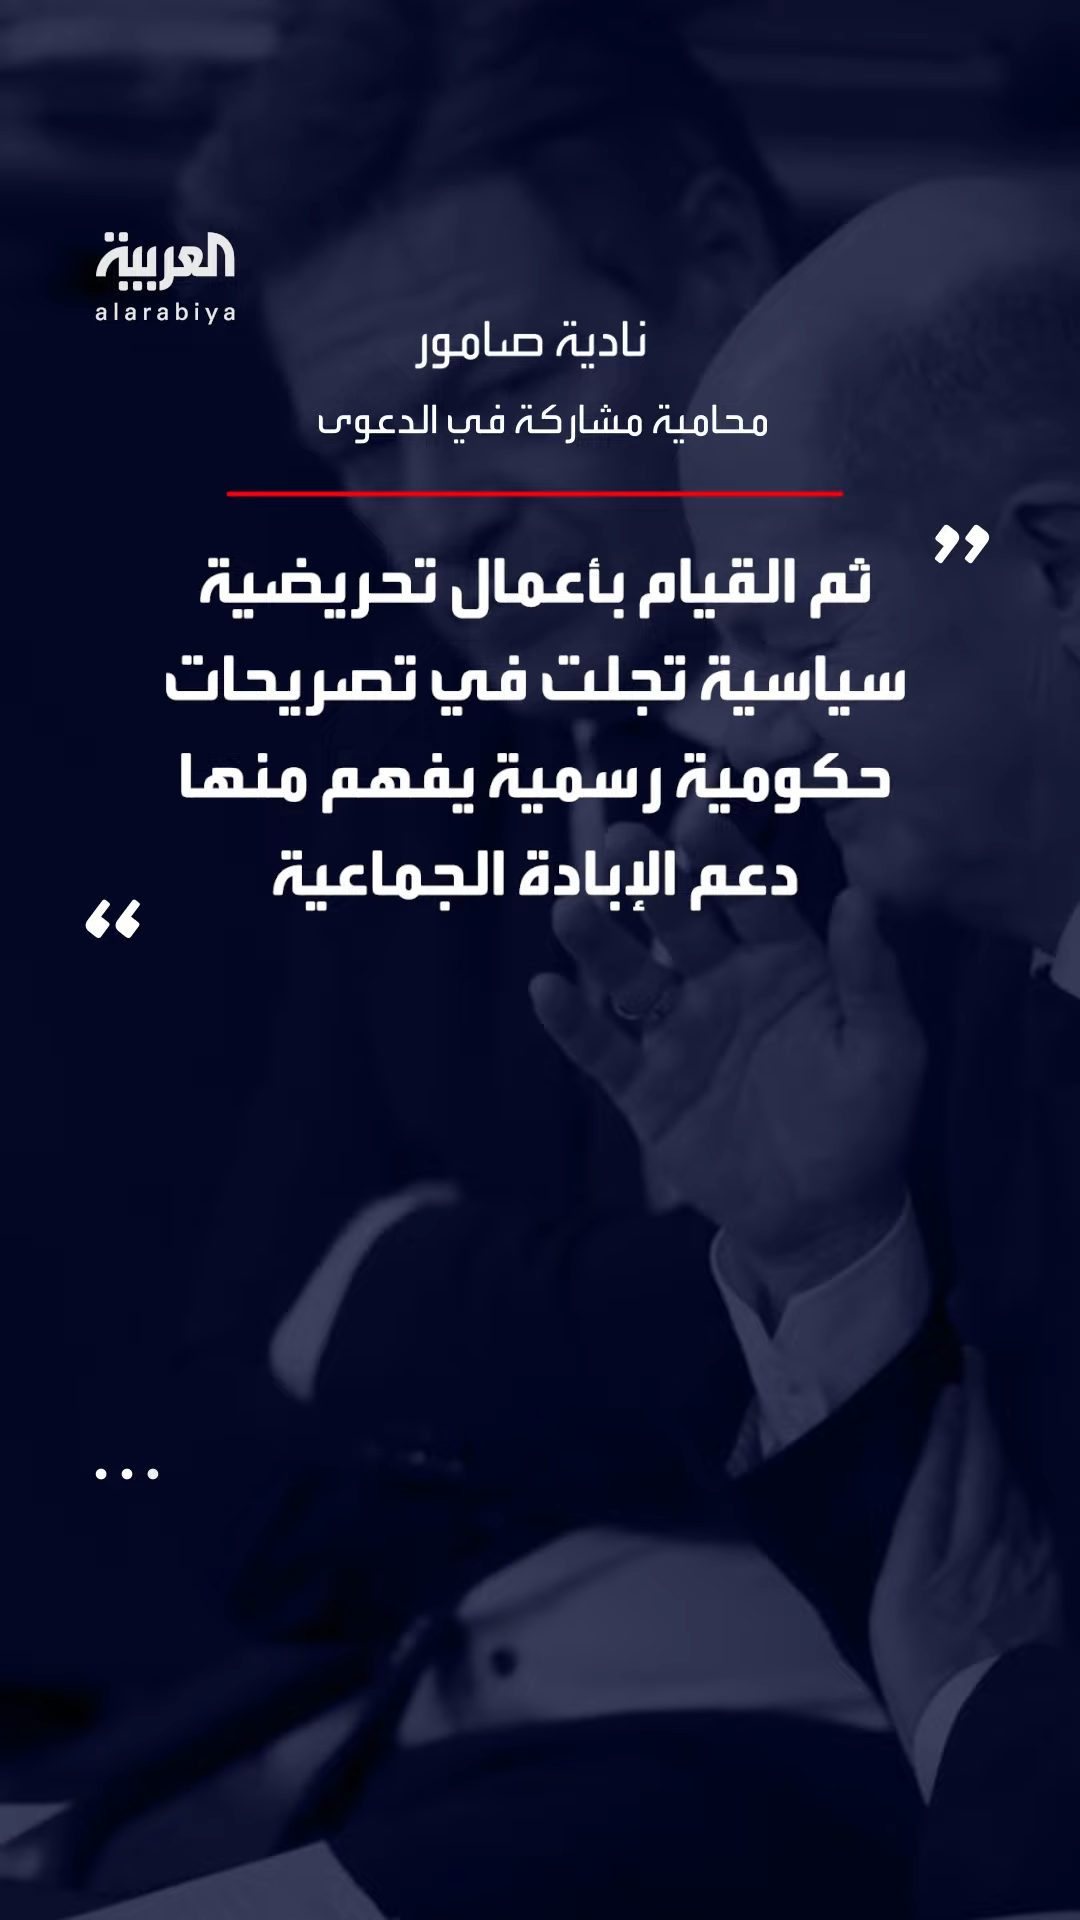 العربية
alarabiya
نادية صامور
محامية مشاركة في الدعوى
”
ثم القيام بأعمال تحريضية
سياسية تجلت في تصريحات
حكومية رسمية يفهم منها
دعم الإبادة الجماعية
“
...